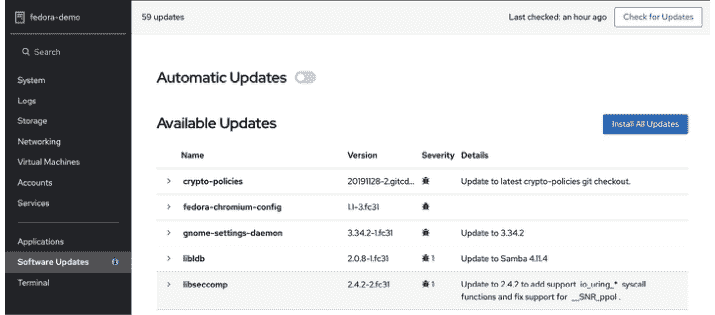 fedora-demo
59 updates
Last checked: an hour ago
Check for Updates
Search
System
Logs
Storage
Networking
Virtual Machines
Accounts
Services
Applications
Software Updates
Terminal
Automatic Updates
Available Updates
Install All Updates
Name Version Severity Details
crypto-policies 20191128-2.gitcd... Update to latest crypto-policies git checkout.
fedora-chromium-config 1.1-3.fc31
gnome-settings-daemon 3.34.2-1.fc31 Update to 3.34.2
libldb 2.0.8-1.fc31 1 Update to Samba 4.11.4
libseccomp 2.4.2-2.fc31 1 Update to 2.4.2 to add support io_uring_* syscall
functions and fix support for __SNR_ppol .